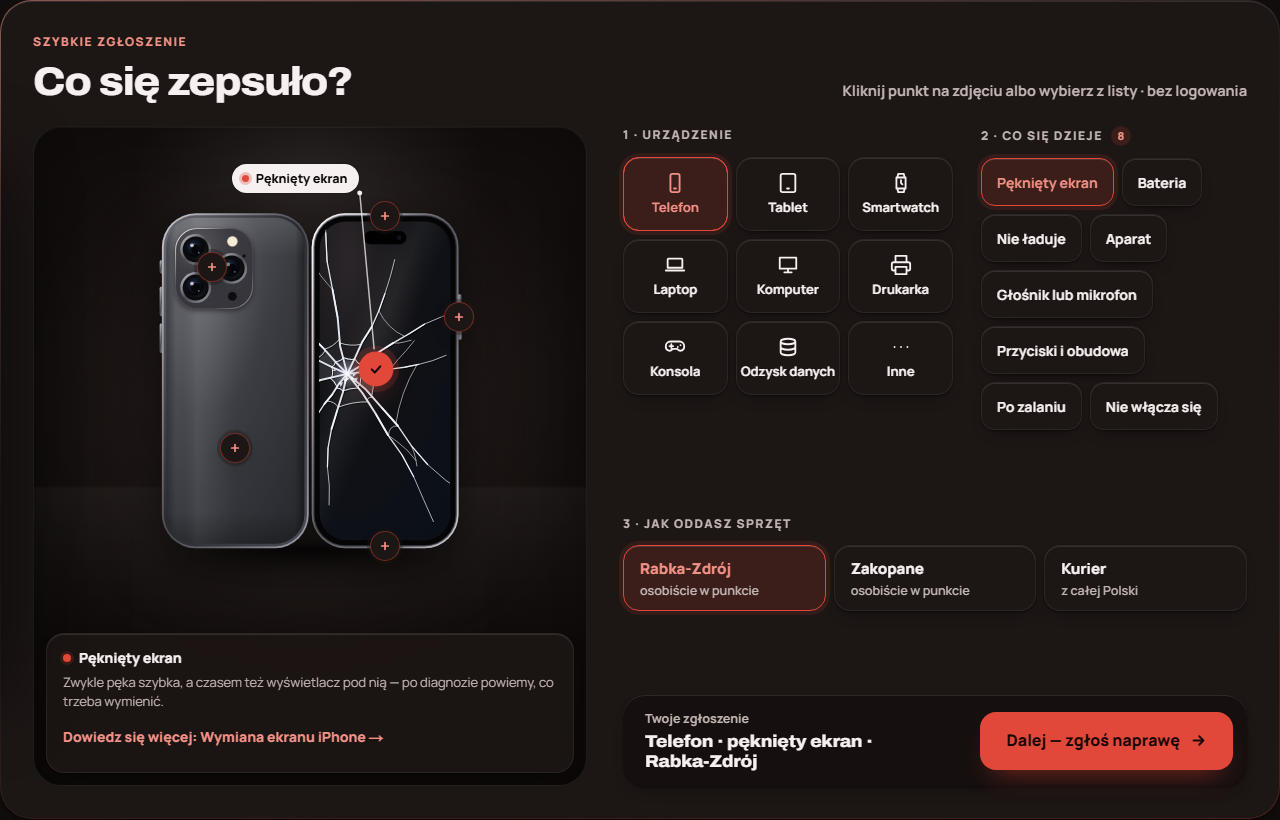 SZYBKIE ZGŁOSZENIE
Co się zepsuło?
Kliknij punkt na zdjęciu albo wybierz z listy · bez logowania
Pęknięty ekran
Pęknięty ekran
Zwykle pęka szybka, a czasem też wyświetlacz pod nią — po diagnozie powiemy, co
trzeba wymienić.
Dowiedz się więcej: Wymiana ekranu iPhone →
1 · URZĄDZENIE
Telefon
Tablet
Smartwatch
Laptop
Komputer
Drukarka
Konsola
Odzysk danych
Inne
2 · CO SIĘ DZIEJE 8
Pęknięty ekran
Bateria
Nie ładuje
Aparat
Głośnik lub mikrofon
Przyciski i obudowa
Po zalaniu
Nie włącza się
3 · JAK ODDASZ SPRZĘT
Rabka-Zdrój
osobiście w punkcie
Zakopane
osobiście w punkcie
Kurier
z całej Polski
Twoje zgłoszenie
Telefon · pęknięty ekran ·
Rabka-Zdrój
Dalej — zgłoś naprawę →